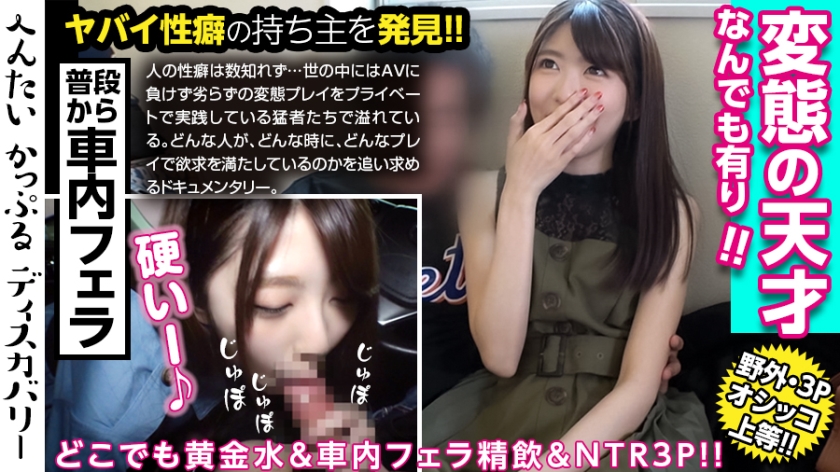 へんたい かっぷる ディスカバリー
ヤバイ性癖の持ち主を発見!!
人の性癖は数知れず…世の中にはAVに
負けず劣らずの変態プレイをプライベー
トで実践している猛者たちで溢れてい
る。どんな人が、どんな時に、どんなプレ
イで欲求を満たしているのかを追い求め
るドキュメンタリー。
普段
から
車内フェラ
硬いー♪
じゅぽ
じゅぽ
じゅぽ
変態の天才
なんでも有り!!
野外・3P
オシッコ
上等!!
どこでも黄金水&車内フェラ精飲&NTR3P!!